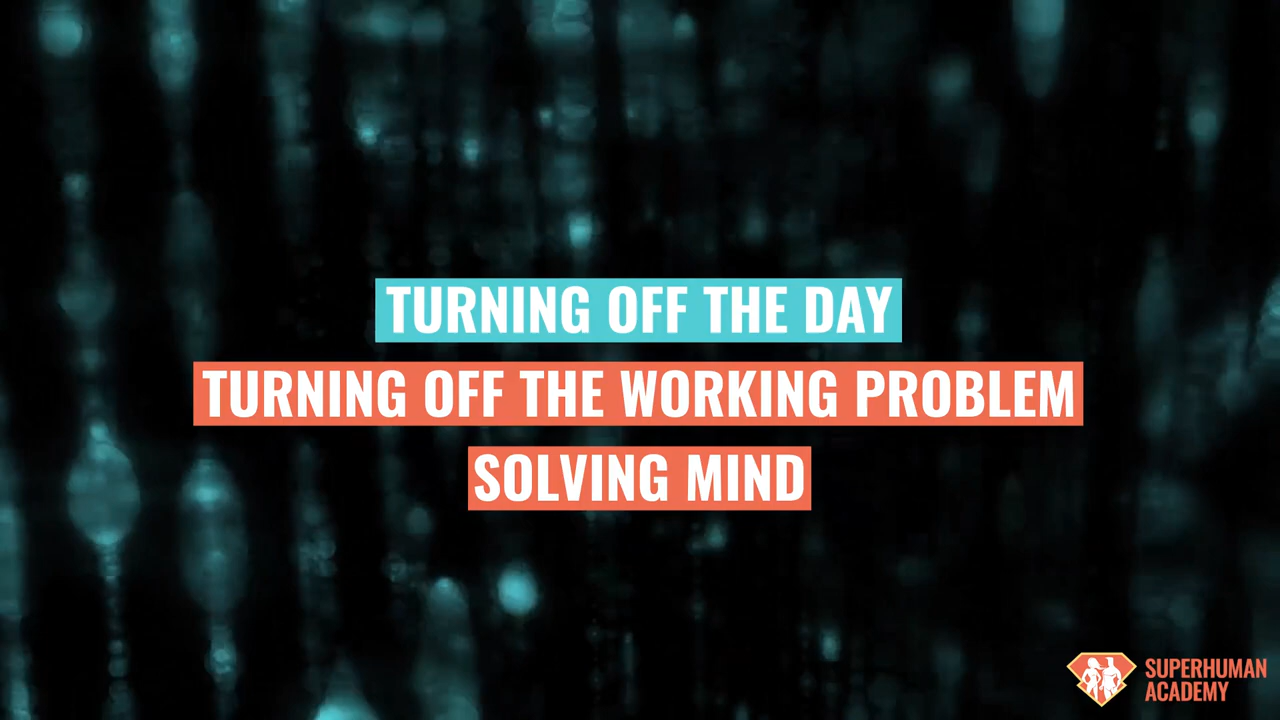 TURNING OFF THE DAY
TURNING OFF THE WORKING PROBLEM
SOLVING MIND
SUPERHUMAN
ACADEMY